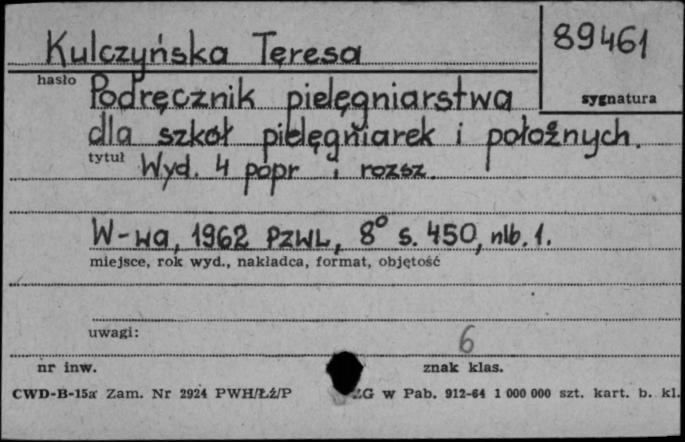 Kulczyńska Teresa
89461
hasło
sygnatura
Podręcznik pielęgniarstwa
dla szkół pielęgniarek i położnych.
tytuł
Wyd. 4 popr i rozsz.
W-wa, 1962 PZWL, 8° s. 450, nlb. 1.
miejsce, rok wyd., nakładca, format, objętość
uwagi:
6
nr inw.
znak klas.
CWD-B-15a Zam. Nr 2924 PWH/Łź/P
ZG w Pab. 912-64 1 000 000 szt. kart. b. kl.